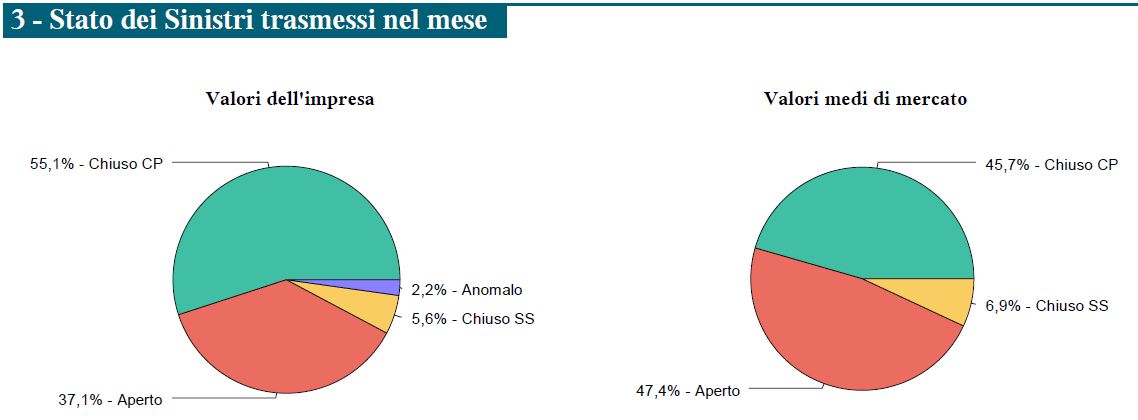 3 - Stato dei Sinistri trasmessi nel mese
Valori dell'impresa
55,1% - Chiuso CP
2,2% - Anomalo
5,6% - Chiuso SS
37,1% - Aperto
Valori medi di mercato
45,7% - Chiuso CP
6,9% - Chiuso SS
47,4% - Aperto